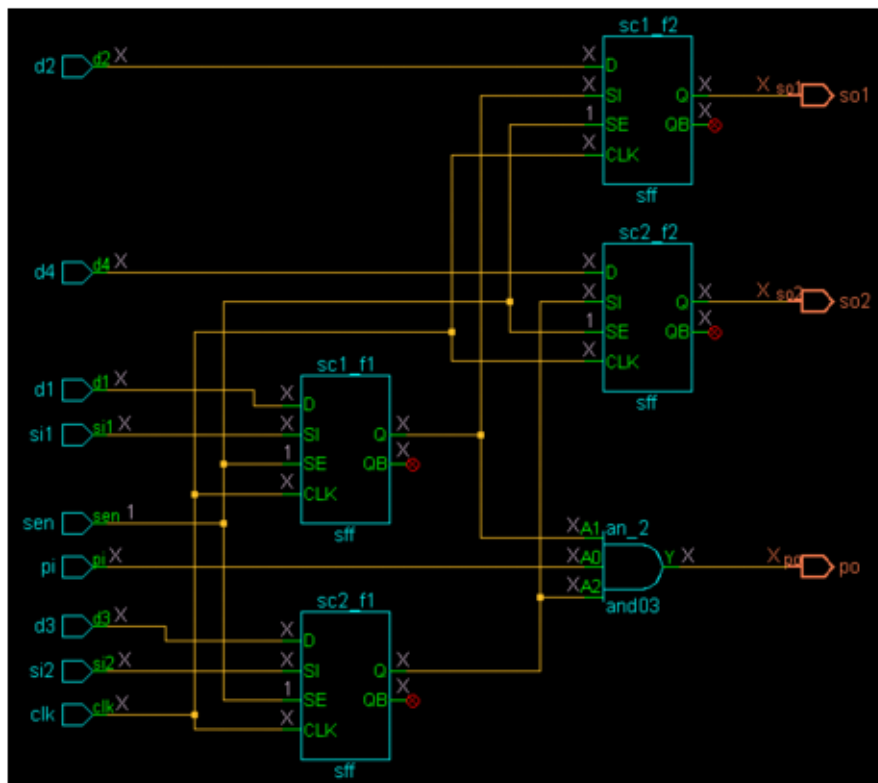 sc1_f2
d2 d2 X X D
X SI Q X X so1 so1
1 SE QB X
X CLK
sff
sc2_f2
d4 d4 X X D
X SI Q X X so2 so2
1 SE QB X
X CLK
sff
sc1_f1
d1 d1 X X D
si1 si1 X X SI Q X
1 SE QB X
X CLK
sen sen 1
sff
X A1 an_2
pi pi X X A0 Y X X po po
X A2
and03
sc2_f1
d3 d3 X X D
si2 si2 X X SI Q X
1 SE QB X
clk clk X X CLK
sff